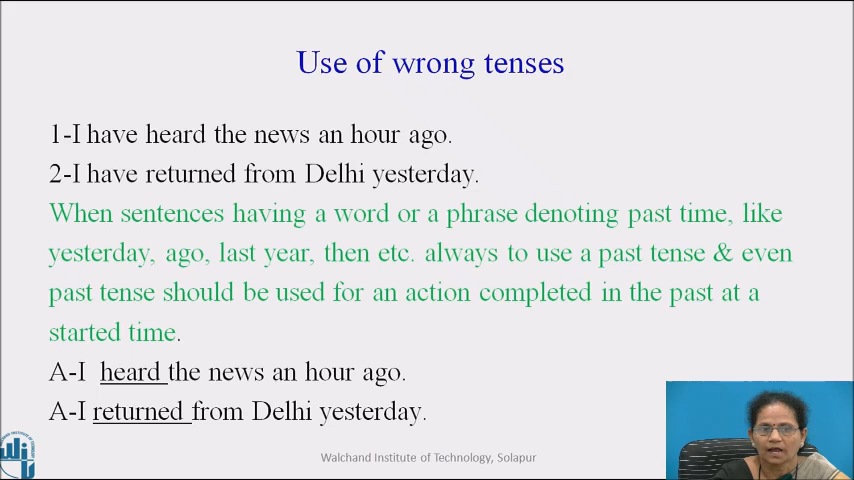 Use of wrong tenses
1-I have heard the news an hour ago.
2-I have returned from Delhi yesterday.
When sentences having a word or a phrase denoting past time, like
yesterday, ago, last year, then etc. always to use a past tense & even
past tense should be used for an action completed in the past at a
started time.
A-I heard the news an hour ago.
A-I returned from Delhi yesterday.
Walchand Institute of Technology, Solapur